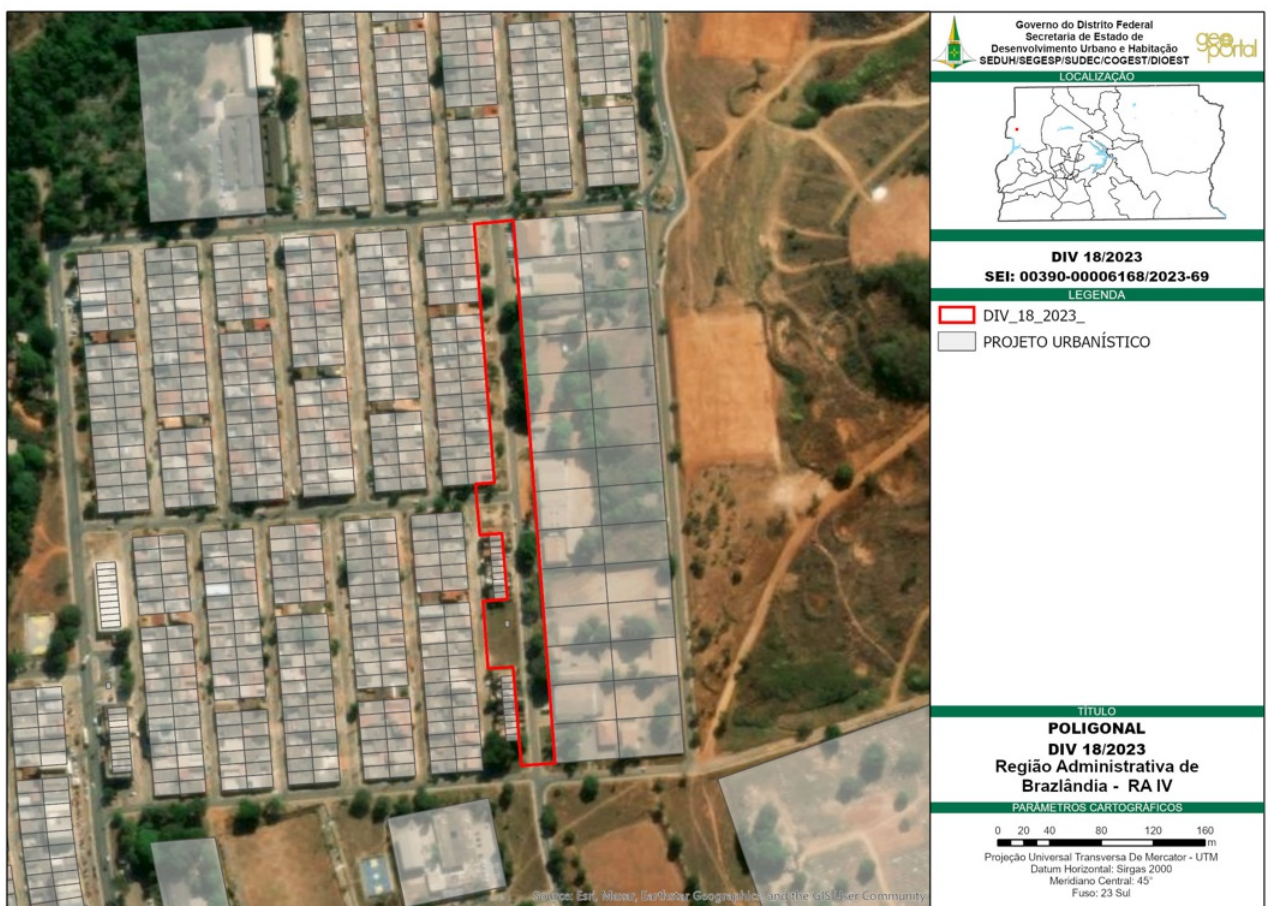 Governo do Distrito Federal
Secretaria de Estado de
Desenvolvimento Urbano e Habitação
SEDUH/SEGESP/SUDEC/COGEST/DIOEST
geoportal
LOCALIZAÇÃO
DIV 18/2023
SEI: 00390-00006168/2023-69
LEGENDA
DIV_18_2023_
PROJETO URBANÍSTICO
TÍTULO
POLIGONAL
DIV 18/2023
Região Administrativa de
Brazlândia - RA IV
PARÂMETROS CARTOGRÁFICOS
0 20 40 80 120 160
m
Projeção Universal Transversa De Mercator - UTM
Datum Horizontal: Sirgas 2000
Meridiano Central: 45°
Fuso: 23 Sul
Source: Esri, Maxar, Earthstar Geographics, and the GIS User Community